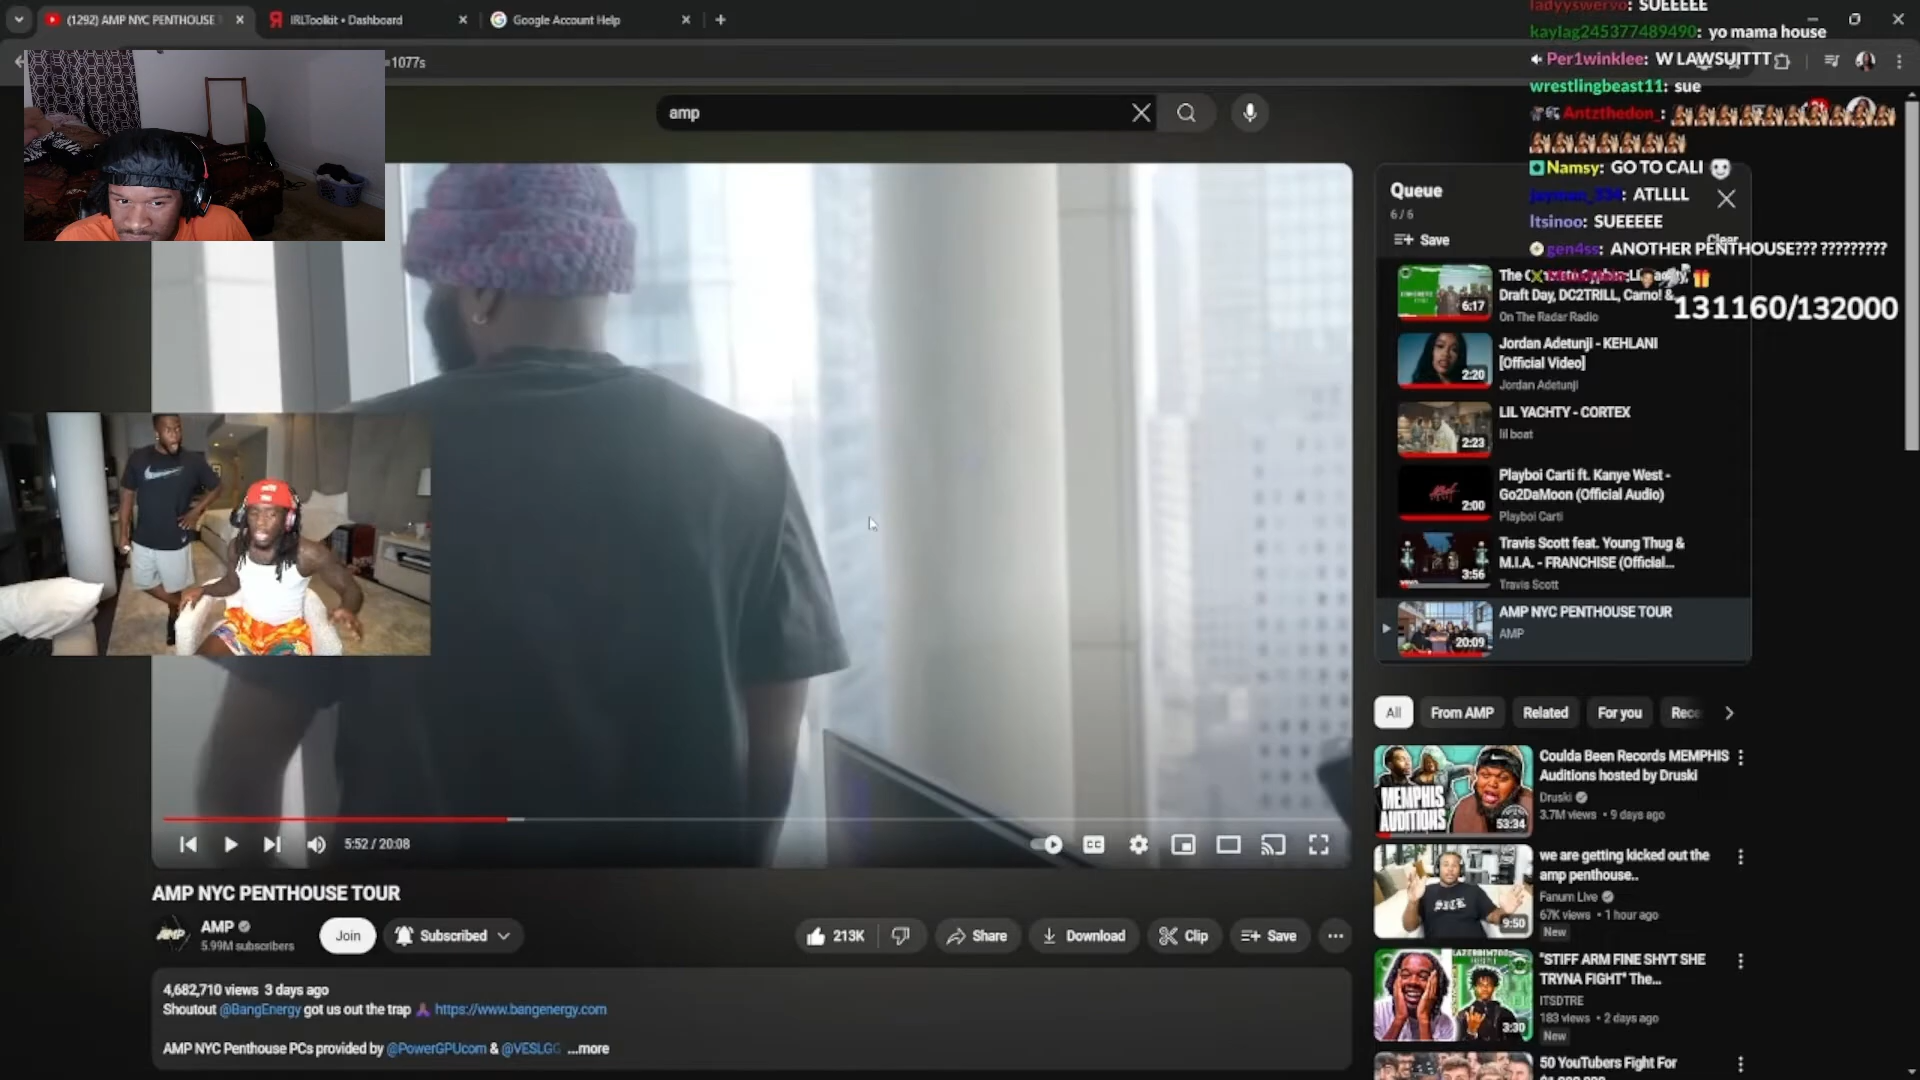 (1292) AMP NYC PENTHOUSE
IRLToolkit • Dashboard
Google Account Help
=1077s
amp
ladyyswervo: SUEEEEE
kaylag245377489490: yo mama house
Per1winklee: W LAWSUITTT
wrestlingbeast11: sue
Antzthedon_:
Namsy: GO TO CALI
ATLLLL
Itsinoo: SUEEEEE
gen4ss: ANOTHER PENTHOUSE??? ?????????
131160/132000
Queue
6 / 6
Save
Clear
The
Draft Day, DC2TRILL, Camo! &
On The Radar Radio
6:17
Jordan Adetunji - KEHLANI
[Official Video]
Jordan Adetunji
2:20
LIL YACHTY - CORTEX
lil boat
2:23
Playboi Carti ft. Kanye West -
Go2DaMoon (Official Audio)
Playboi Carti
2:00
Travis Scott feat. Young Thug &
M.I.A. - FRANCHISE (Official...
Travis Scott
3:56
AMP NYC PENTHOUSE TOUR
AMP
20:09
All
From AMP
Related
For you
Rece
Coulda Been Records MEMPHIS
Auditions hosted by Druski
Druski
3.7M views • 9 days ago
MEMPHIS
AUDITIONS
53:34
we are getting kicked out the
amp penthouse..
Fanum Live
67K views • 1 hour ago
New
9:50
"STIFF ARM FINE SHYT SHE
TRYNA FIGHT" The...
ITSDTRE
183 views • 2 days ago
New
3:30
50 YouTubers Fight For
5:52 / 20:08
CC
AMP NYC PENTHOUSE TOUR
AMP
5.99M subscribers
Join
Subscribed
213K
Share
Download
Clip
Save
4,682,710 views 3 days ago
Shoutout @BangEnergy got us out the trap https://www.bangenergy.com
AMP NYC Penthouse PCs provided by @PowerGPUcom & @VESLGG ...more